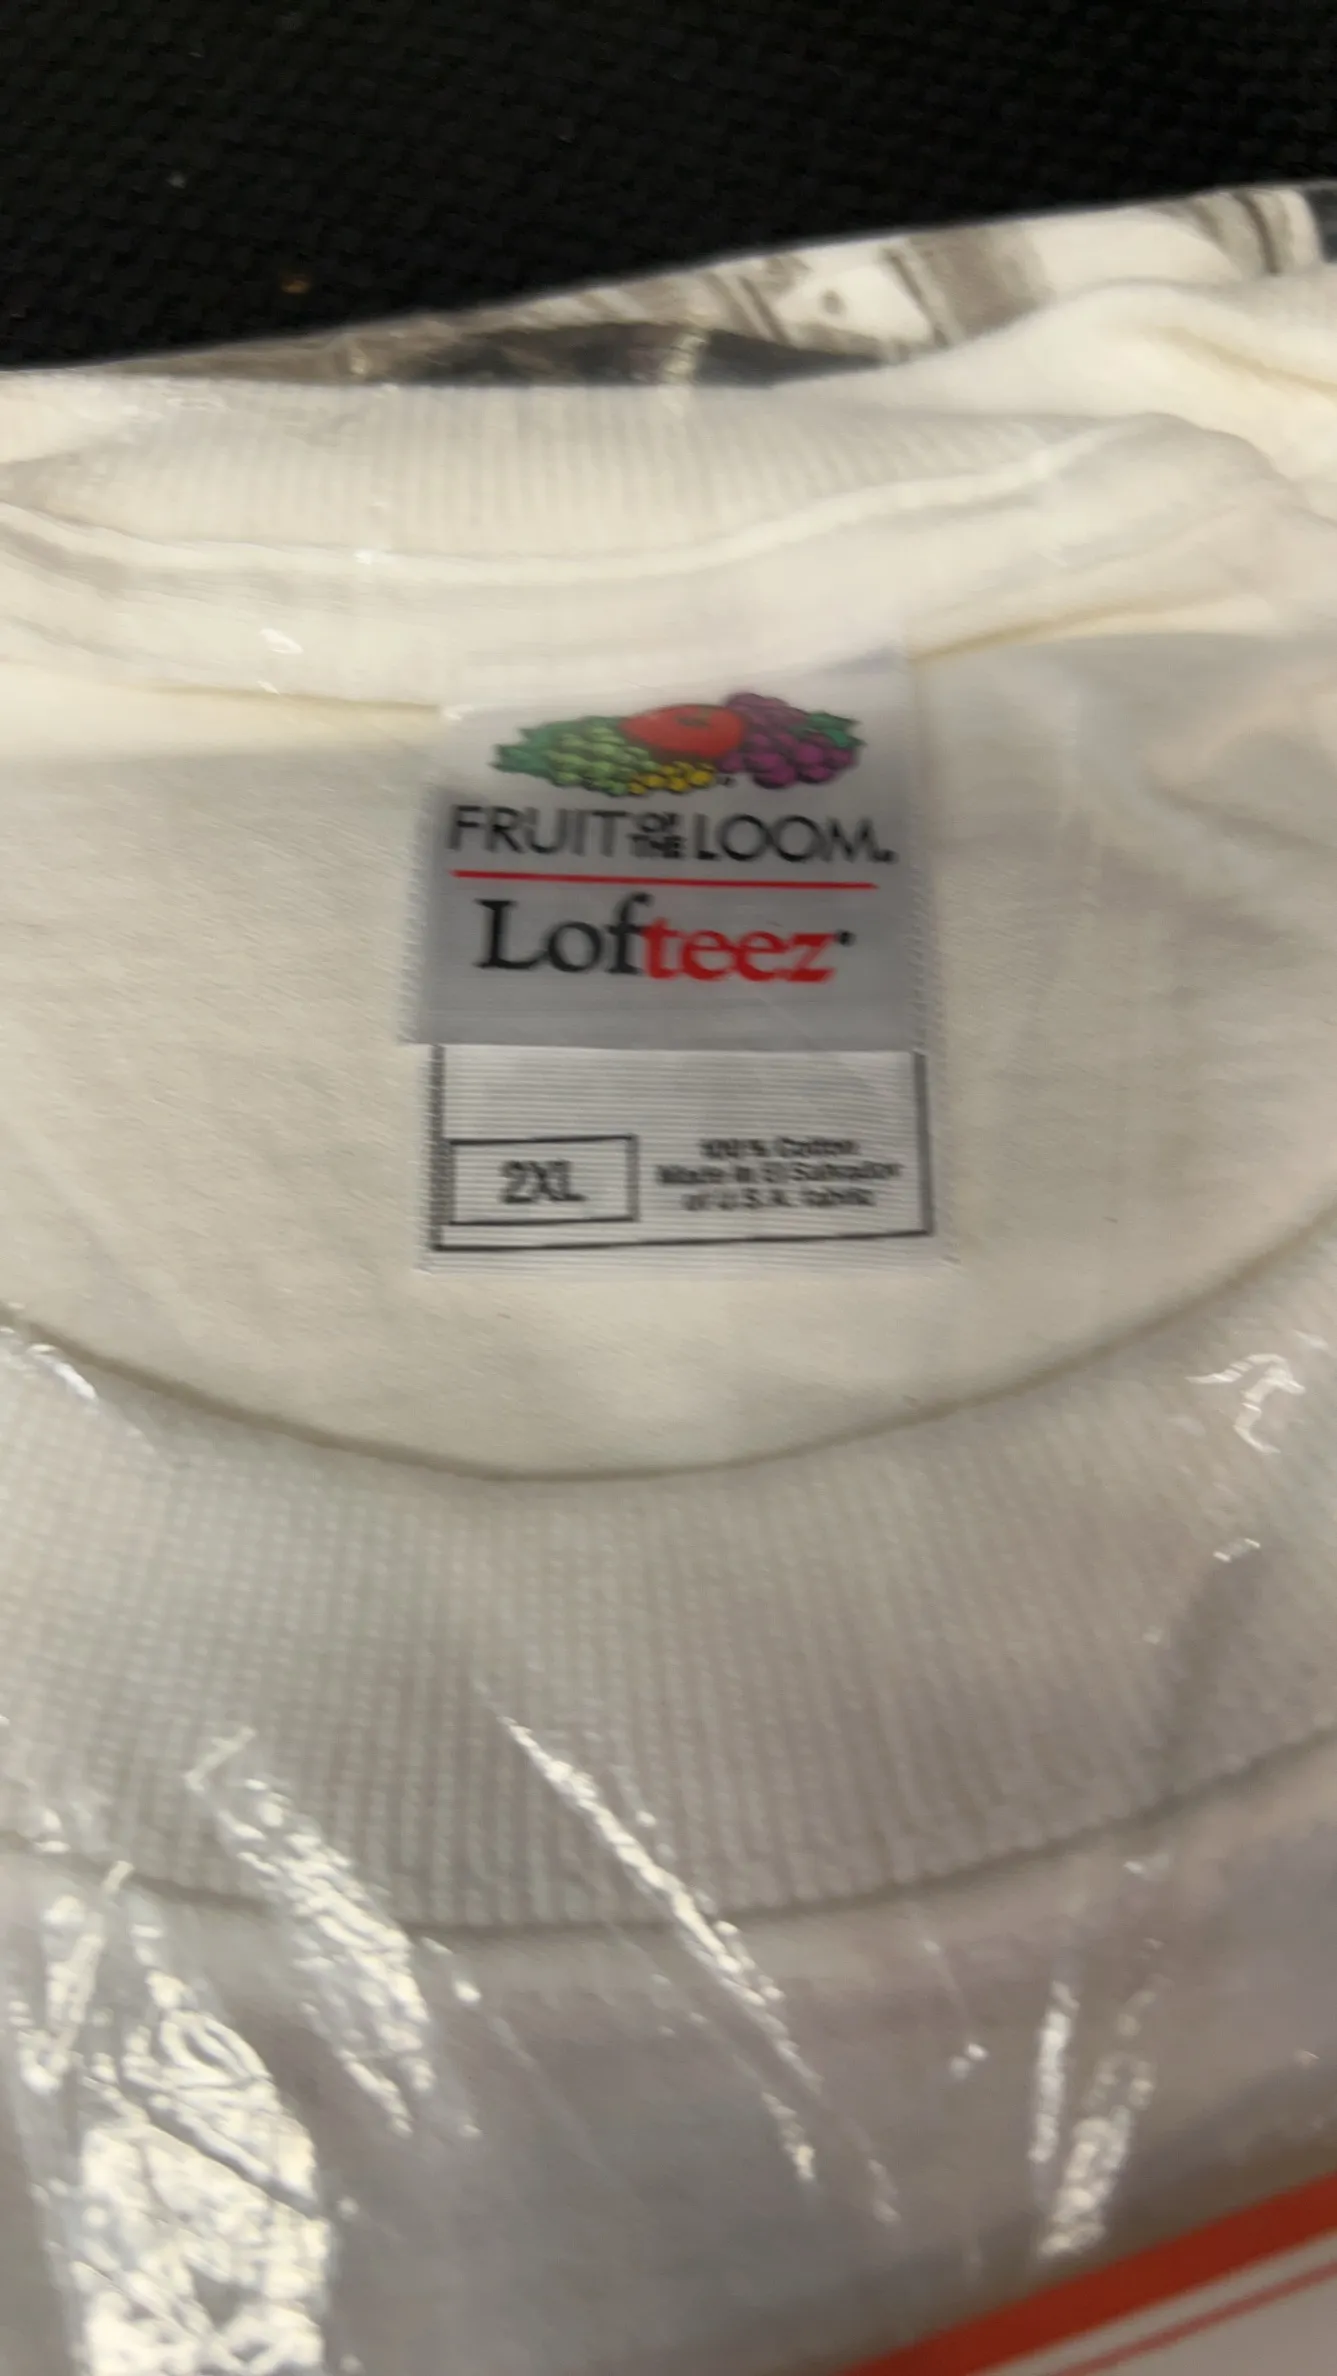 FRUIT OF THE LOOM.
Lofteez
2XL
100% Cotton
Made in El Salvador
of U.S.A. fabric